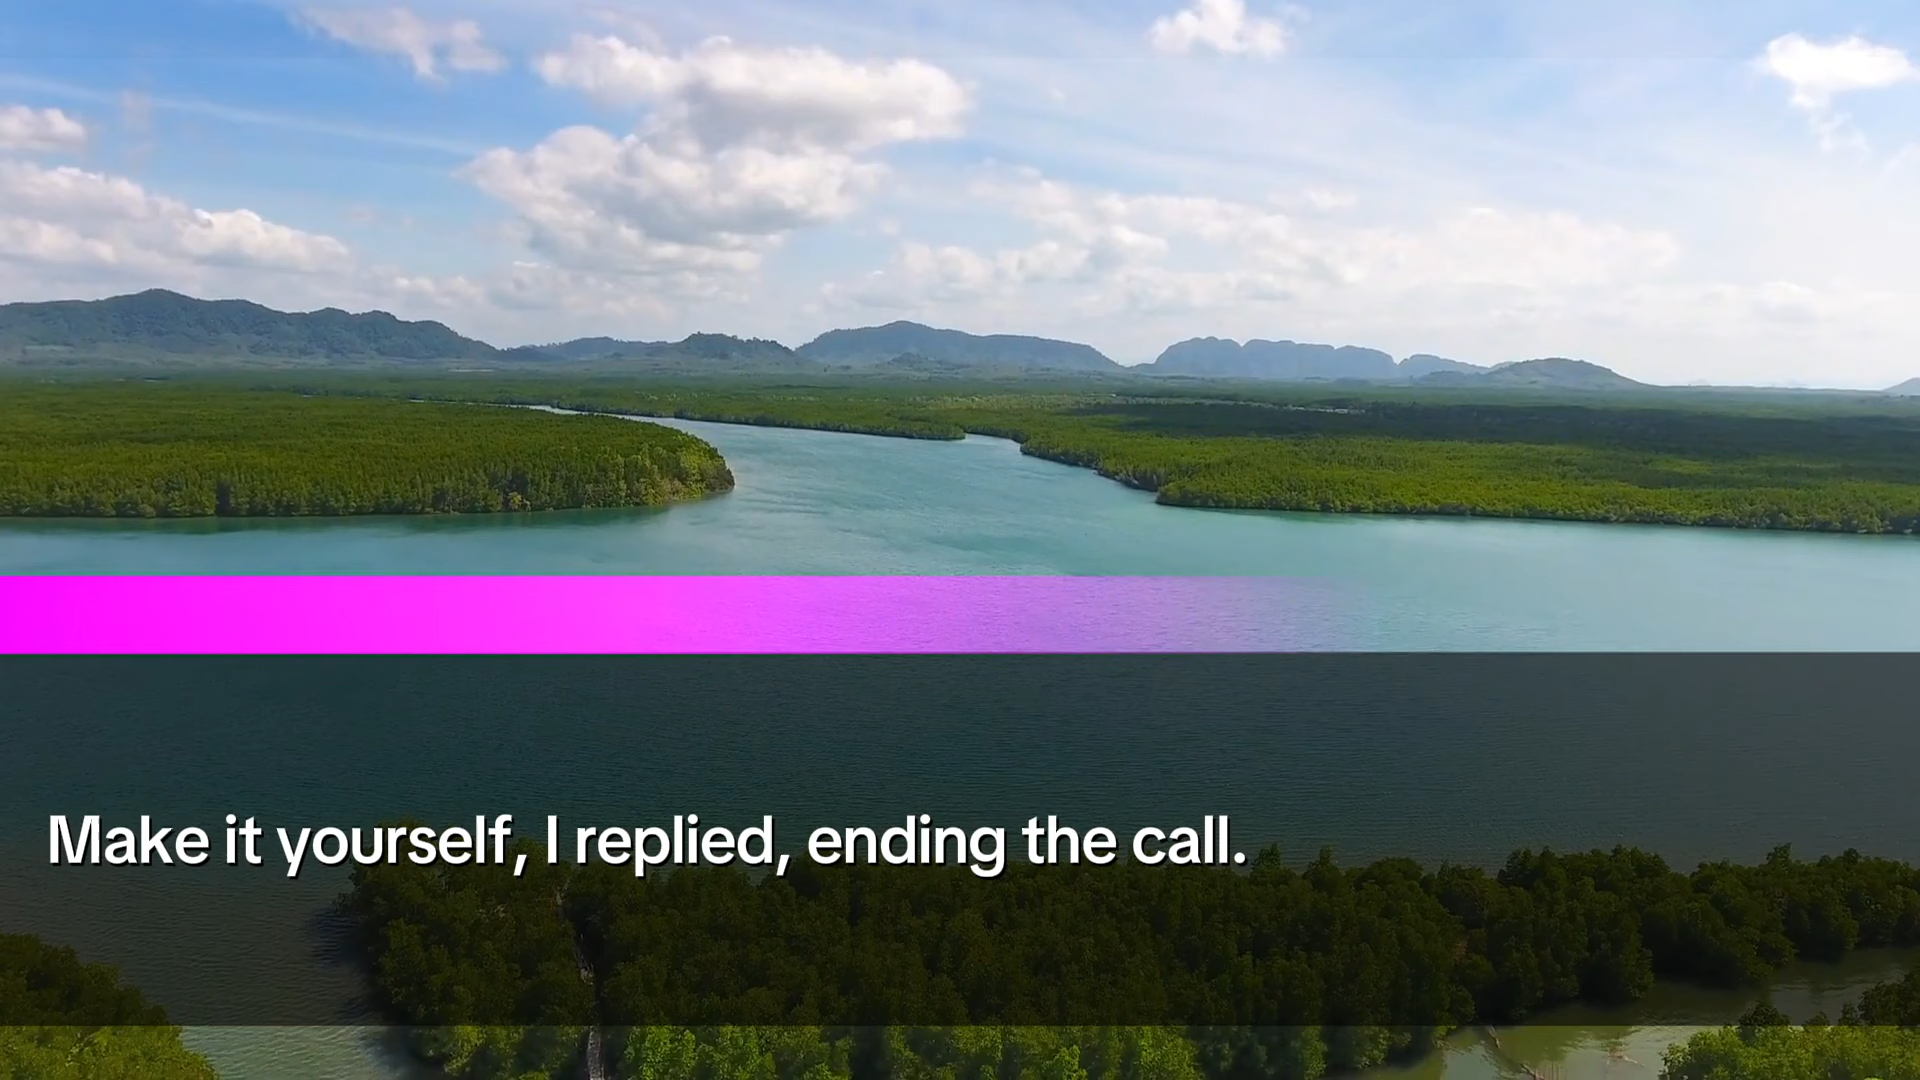 Make it yourself, I replied, ending the call.